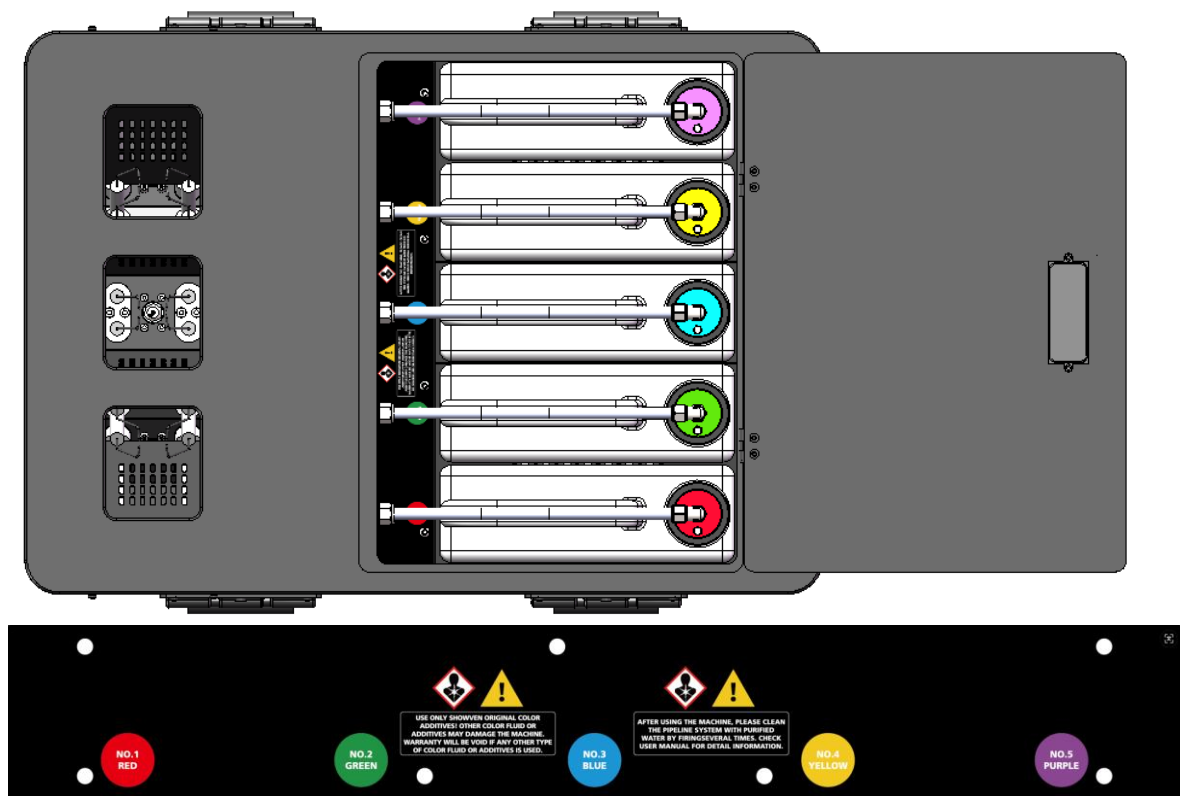 USE ONLY SHOWVEN ORIGINAL COLOR
ADDITIVES! OTHER COLOR FLUID OR
ADDITIVES MAY DAMAGE THE MACHINE.
WARRANTY WILL BE VOID IF ANY OTHER TYPE
OF COLOR FLUID OR ADDITIVES IS USED.
AFTER USING THE MACHINE, PLEASE CLEAN
THE PIPELINE SYSTEM WITH PURIFIED
WATER BY FIRINGSEVERAL TIMES. CHECK
USER MANUAL FOR DETAIL INFORMATION.
NO.1
RED
NO.2
GREEN
NO.3
BLUE
NO.4
YELLOW
NO.5
PURPLE